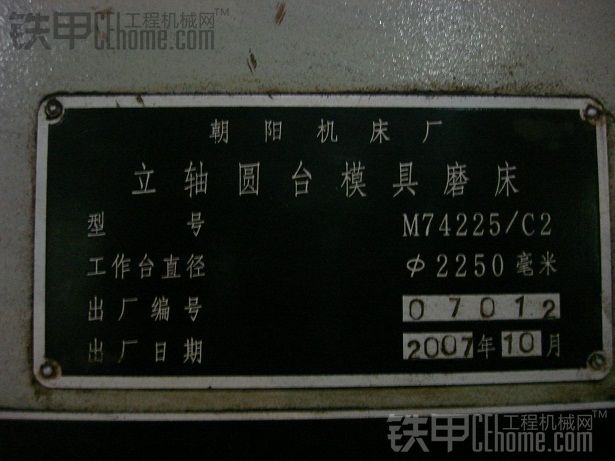 铁甲工程机械网
CEhome.com
朝阳机床厂
立轴圆台模具磨床
型号 M74225/C2
工作台直径 Φ2250毫米
出厂编号 07012
出厂日期 2007年10月
铁甲工程机械网
CEhome.com